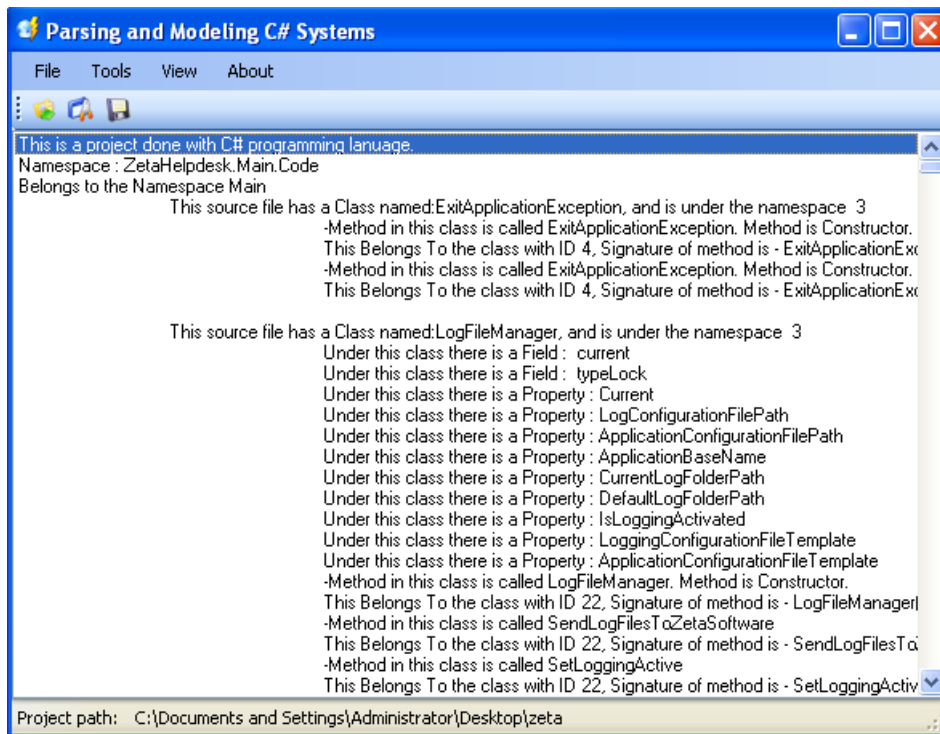 Parsing and Modeling C# Systems
File Tools View About
This is a project done with C# programming lanuage.
Namespace : ZetaHelpdesk.Main.Code
Belongs to the Namespace Main
This source file has a Class named:ExitApplicationException, and is under the namespace 3
-Method in this class is called ExitApplicationException. Method is Constructor.
This Belongs To the class with ID 4, Signature of method is - ExitApplicationExc
-Method in this class is called ExitApplicationException. Method is Constructor.
This Belongs To the class with ID 4, Signature of method is - ExitApplicationExc
This source file has a Class named:LogFileManager, and is under the namespace 3
Under this class there is a Field : current
Under this class there is a Field : typeLock
Under this class there is a Property : Current
Under this class there is a Property : LogConfigurationFilePath
Under this class there is a Property : ApplicationConfigurationFilePath
Under this class there is a Property : ApplicationBaseName
Under this class there is a Property : CurrentLogFolderPath
Under this class there is a Property : DefaultLogFolderPath
Under this class there is a Property : IsLoggingActivated
Under this class there is a Property : LoggingConfigurationFileTemplate
Under this class there is a Property : ApplicationConfigurationFileTemplate
-Method in this class is called LogFileManager. Method is Constructor.
This Belongs To the class with ID 22, Signature of method is - LogFileManager(
-Method in this class is called SendLogFilesToZetaSoftware
This Belongs To the class with ID 22, Signature of method is - SendLogFilesToZ
-Method in this class is called SetLoggingActive
This Belongs To the class with ID 22, Signature of method is - SetLoggingActiv
Project path: C:\Documents and Settings\Administrator\Desktop\zeta